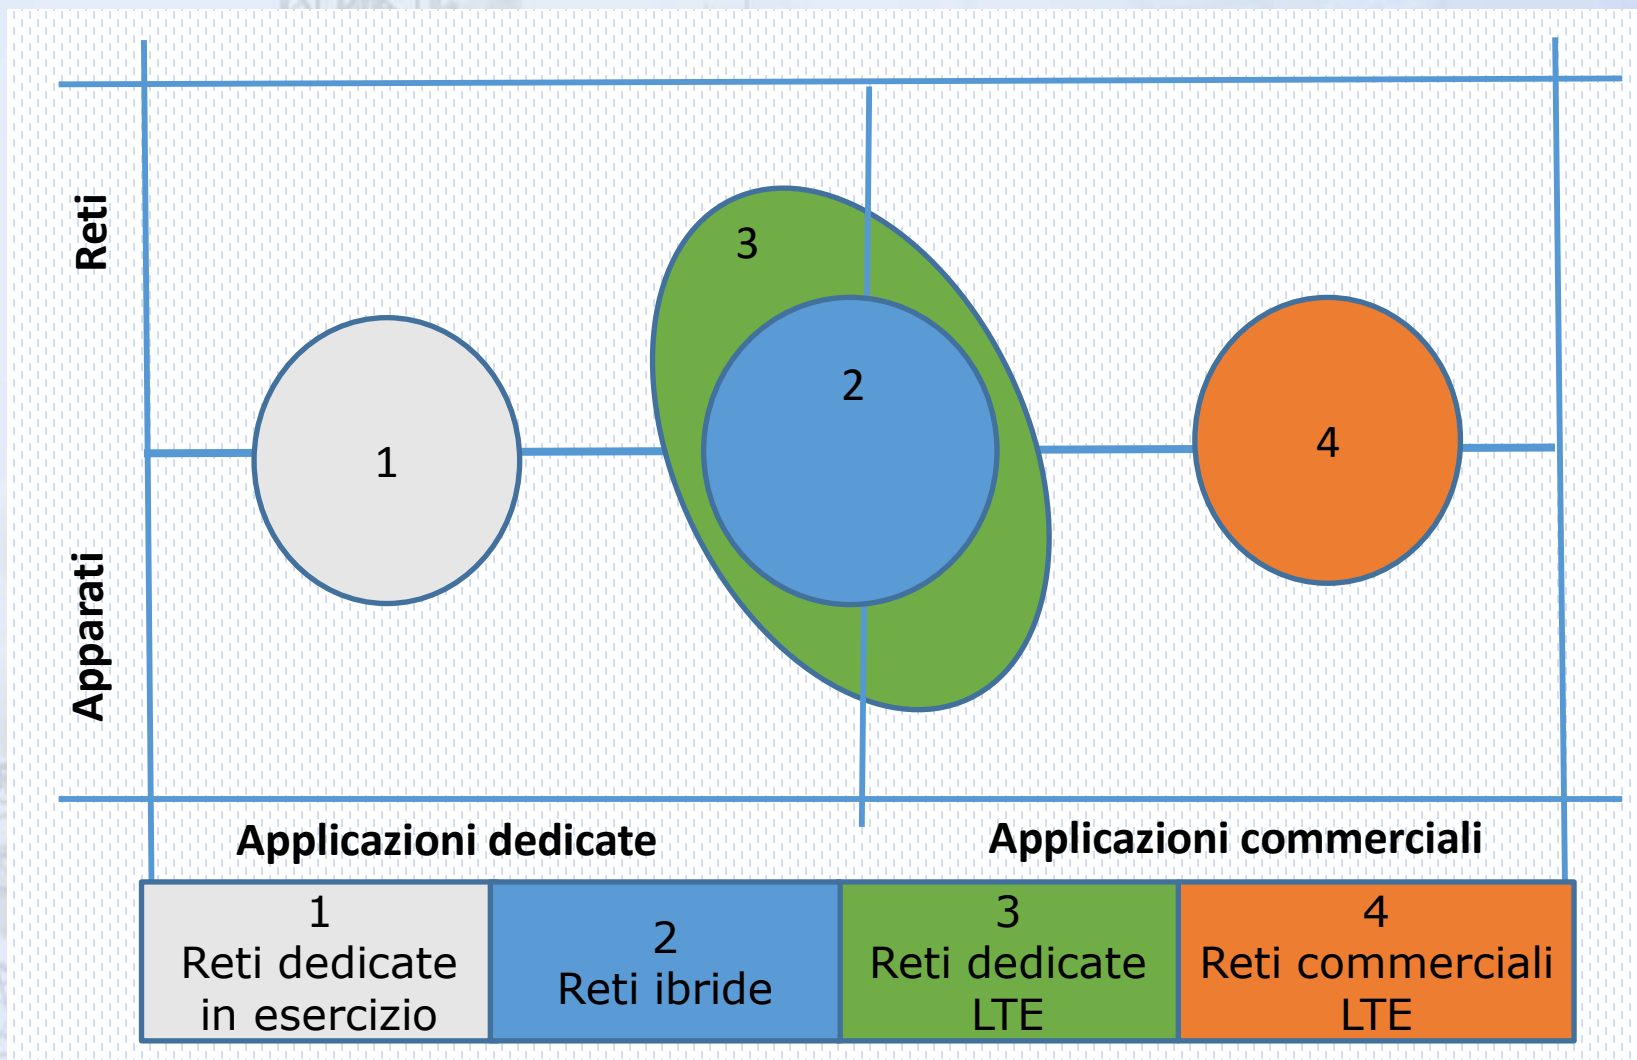 Reti
3
2
1
4
Apparati
Applicazioni dedicate
Applicazioni commerciali
1
Reti dedicate
in esercizio
2
Reti ibride
3
Reti dedicate
LTE
4
Reti commerciali
LTE